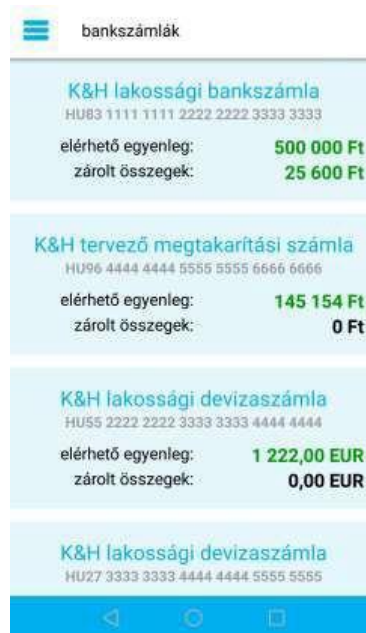 bankszámlák
K&H lakossági bankszámla
HU83 1111 1111 2222 2222 3333 3333
elérhető egyenleg: 500 000 Ft
zárolt összegek: 25 600 Ft
K&H tervező megtakarítási számla
HU96 4444 4444 5555 5555 6666 6666
elérhető egyenleg: 145 154 Ft
zárolt összegek: 0 Ft
K&H lakossági devizaszámla
HU55 2222 2222 3333 3333 4444 4444
elérhető egyenleg: 1 222,00 EUR
zárolt összegek: 0,00 EUR
K&H lakossági devizaszámla
HU27 3333 3333 4444 4444 5555 5555